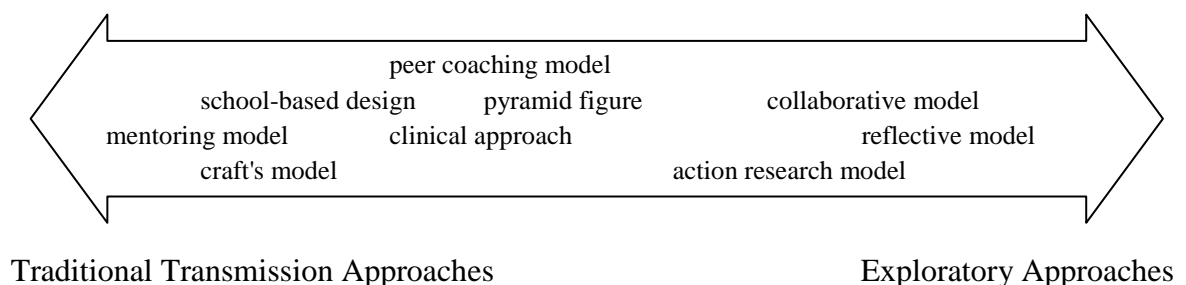 peer coaching model
school-based design pyramid figure collaborative model
mentoring model clinical approach reflective model
craft's model action research model
Traditional Transmission Approaches Exploratory Approaches